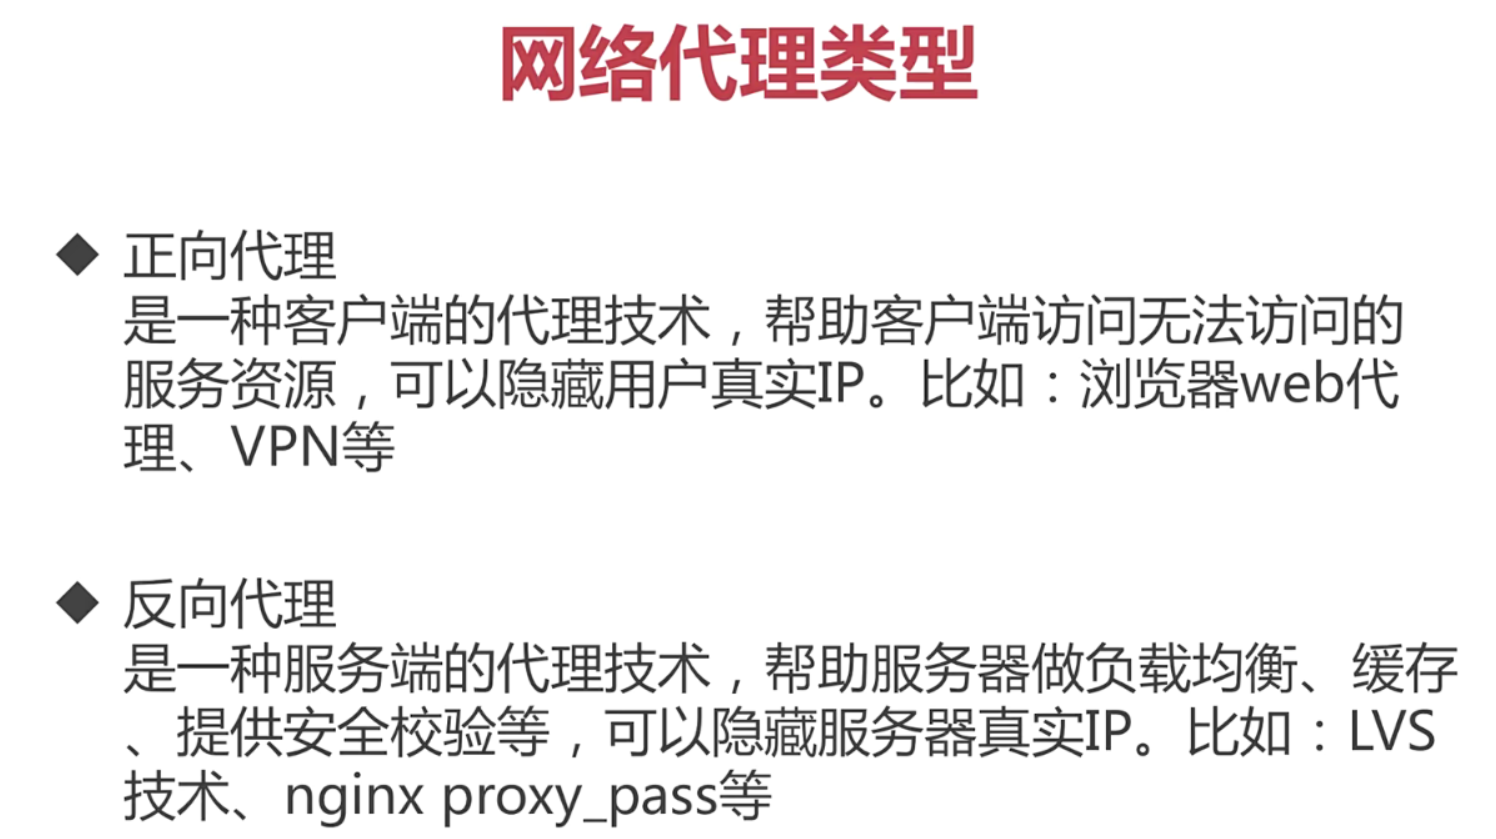 网络代理类型
正向代理
是一种客户端的代理技术，帮助客户端访问无法访问的
服务资源，可以隐藏用户真实IP。比如：浏览器web代
理、VPN等
反向代理
是一种服务端的代理技术，帮助服务器做负载均衡、缓存
、提供安全校验等，可以隐藏服务器真实IP。比如：LVS
技术、nginx proxy_pass等